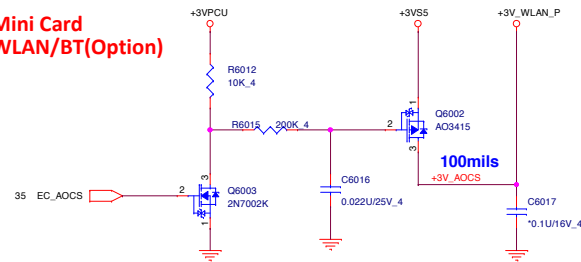 Mini Card
WLAN/BT(Option)
+3VPCU
+3VS5
+3V_WLAN_P
R6012
10K_4
R6015 200K_4
1
Q6002
AO3415
2
3
100mils
+3V_AOCS
3
Q6003
2N7002K
2
1
35 EC_AOCS
C6016
0.022U/25V_4
C6017
*0.1U/16V_4